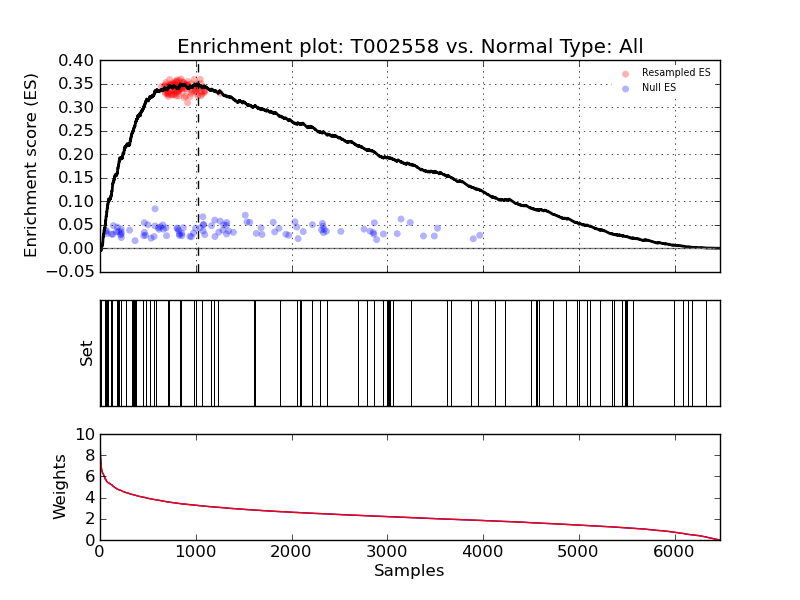 Enrichment plot: T002558 vs. Normal Type: All
Enrichment score (ES)
0.40
0.35
0.30
0.25
0.20
0.15
0.10
0.05
0.00
−0.05
Resampled ES
Null ES
Set
Weights
10
8
6
4
2
0
0 1000 2000 3000 4000 5000 6000
Samples